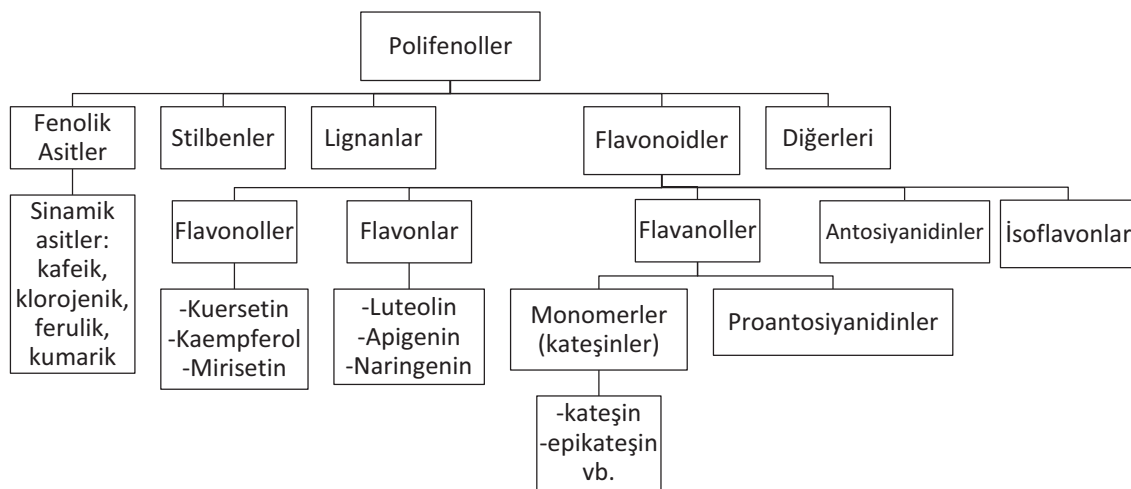 Polifenoller
Fenolik
Asitler
Stilbenler
Lignanlar
Flavonoidler
Diğerleri
Sinamik
asitler:
kafeik,
klorojenik,
ferulik,
kumarik
Flavonoller
Flavonlar
Flavanoller
Antosiyanidinler
İsoflavonlar
-Kuersetin
-Kaempferol
-Mirisetin
-Luteolin
-Apigenin
-Naringenin
Monomerler
(kateşinler)
Proantosiyanidinler
-kateşin
-epikateşin
vb.